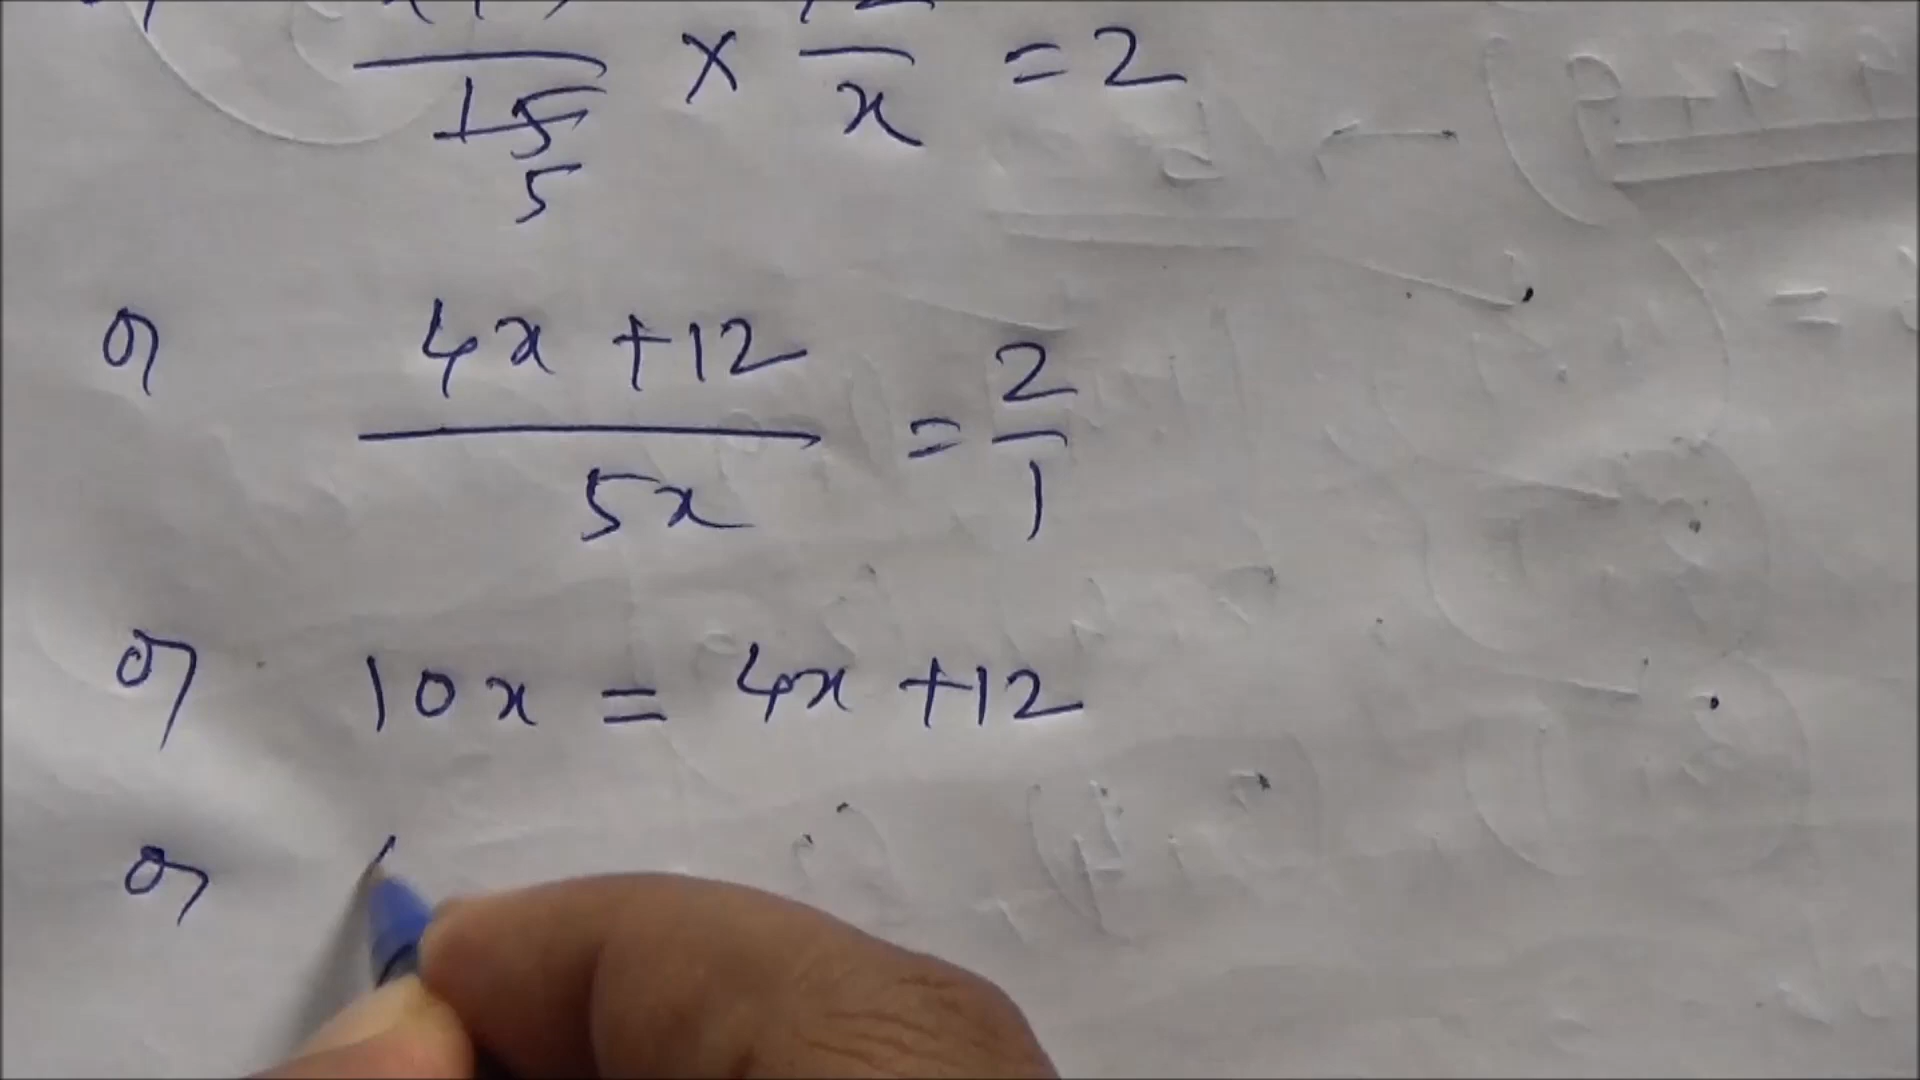 15 × x = 2
5
or 4x + 12 / 5x = 2 / 1
or 10x = 4x + 12
or